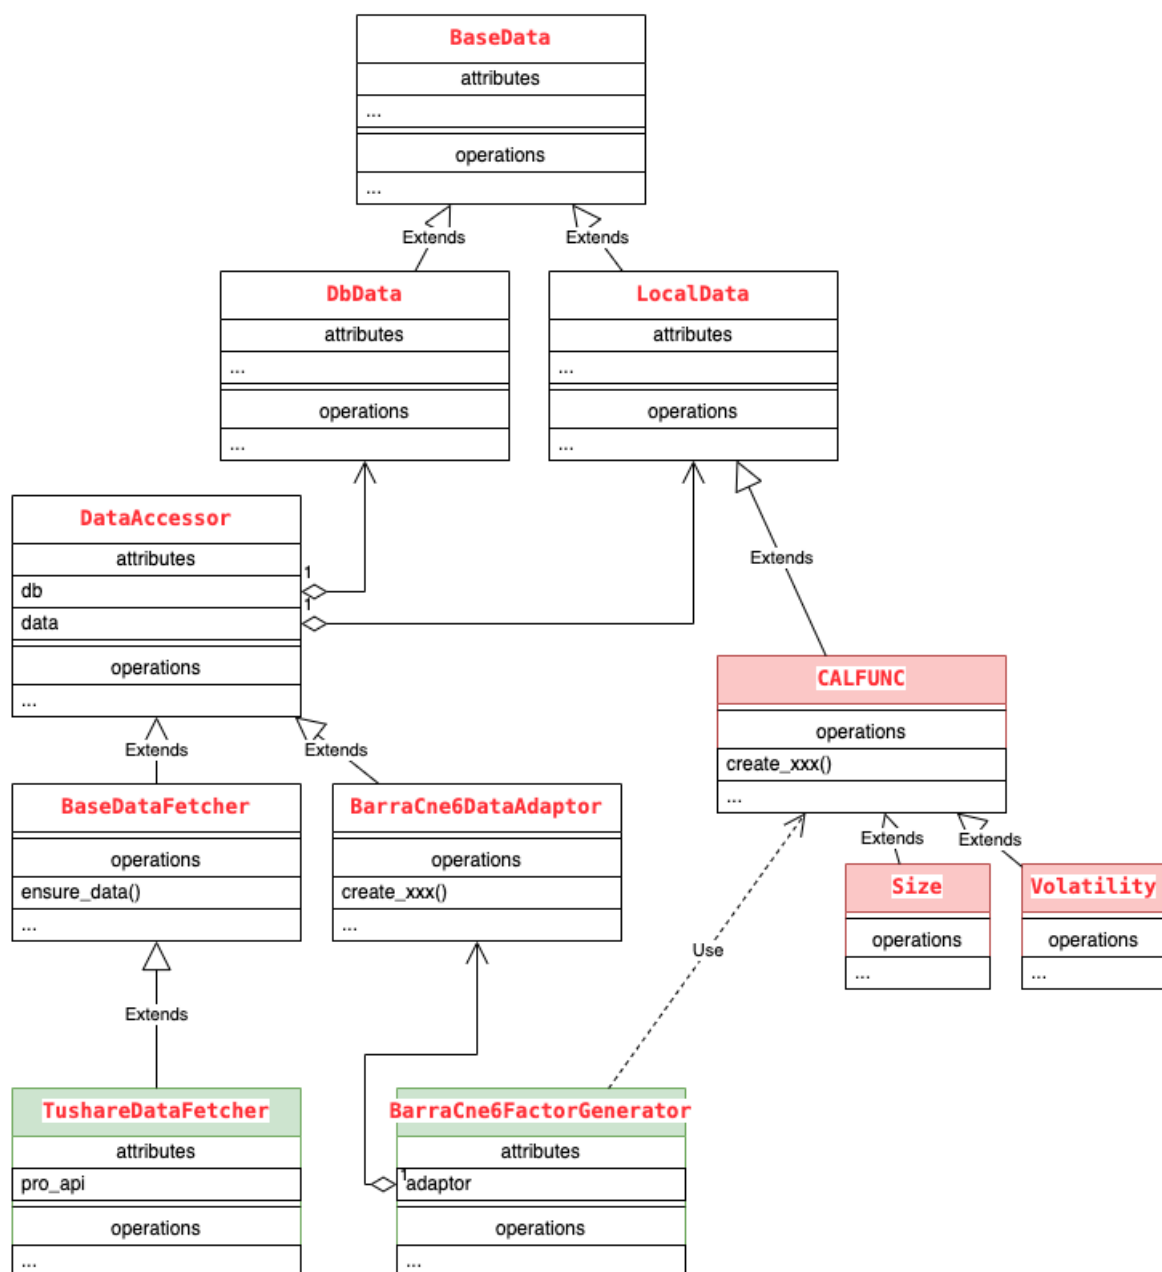 BaseData
attributes
...
operations
...
Extends
Extends
DbData
attributes
...
operations
...
LocalData
attributes
...
operations
...
DataAccessor
attributes
db
data
operations
...
1
1
Extends
Extends
Extends
BaseDataFetcher
operations
ensure_data()
...
BarraCne6DataAdaptor
operations
create_xxx()
...
CALFUNC
operations
create_xxx()
...
Extends
Extends
Size
operations
...
Volatility
operations
...
Use
Extends
TushareDataFetcher
attributes
pro_api
operations
...
BarraCne6FactorGenerator
attributes
1
adaptor
operations
...